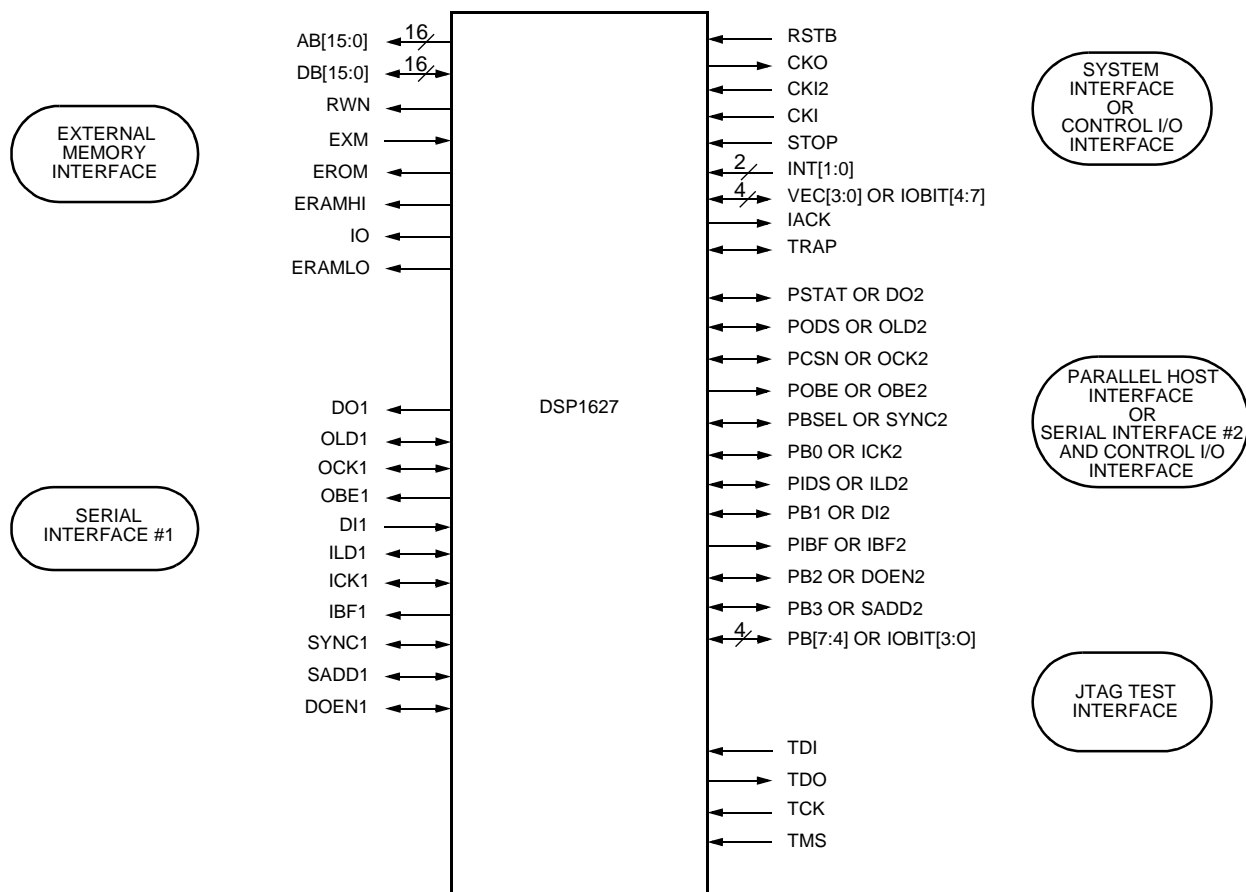 AB[15:0]
16
DB[15:0]
16
RWN
EXM
EROM
ERAMHI
IO
ERAMLO
EXTERNAL
MEMORY
INTERFACE
DO1
OLD1
OCK1
OBE1
DI1
ILD1
ICK1
IBF1
SYNC1
SADD1
DOEN1
SERIAL
INTERFACE #1
DSP1627
RSTB
CKO
CKI2
CKI
STOP
2
INT[1:0]
4
VEC[3:0] OR IOBIT[4:7]
IACK
TRAP
SYSTEM
INTERFACE
OR
CONTROL I/O
INTERFACE
PSTAT OR DO2
PODS OR OLD2
PCSN OR OCK2
POBE OR OBE2
PBSEL OR SYNC2
PB0 OR ICK2
PIDS OR ILD2
PB1 OR DI2
PIBF OR IBF2
PB2 OR DOEN2
PB3 OR SADD2
4
PB[7:4] OR IOBIT[3:O]
PARALLEL HOST
INTERFACE
OR
SERIAL INTERFACE #2
AND CONTROL I/O
INTERFACE
TDI
TDO
TCK
TMS
JTAG TEST
INTERFACE